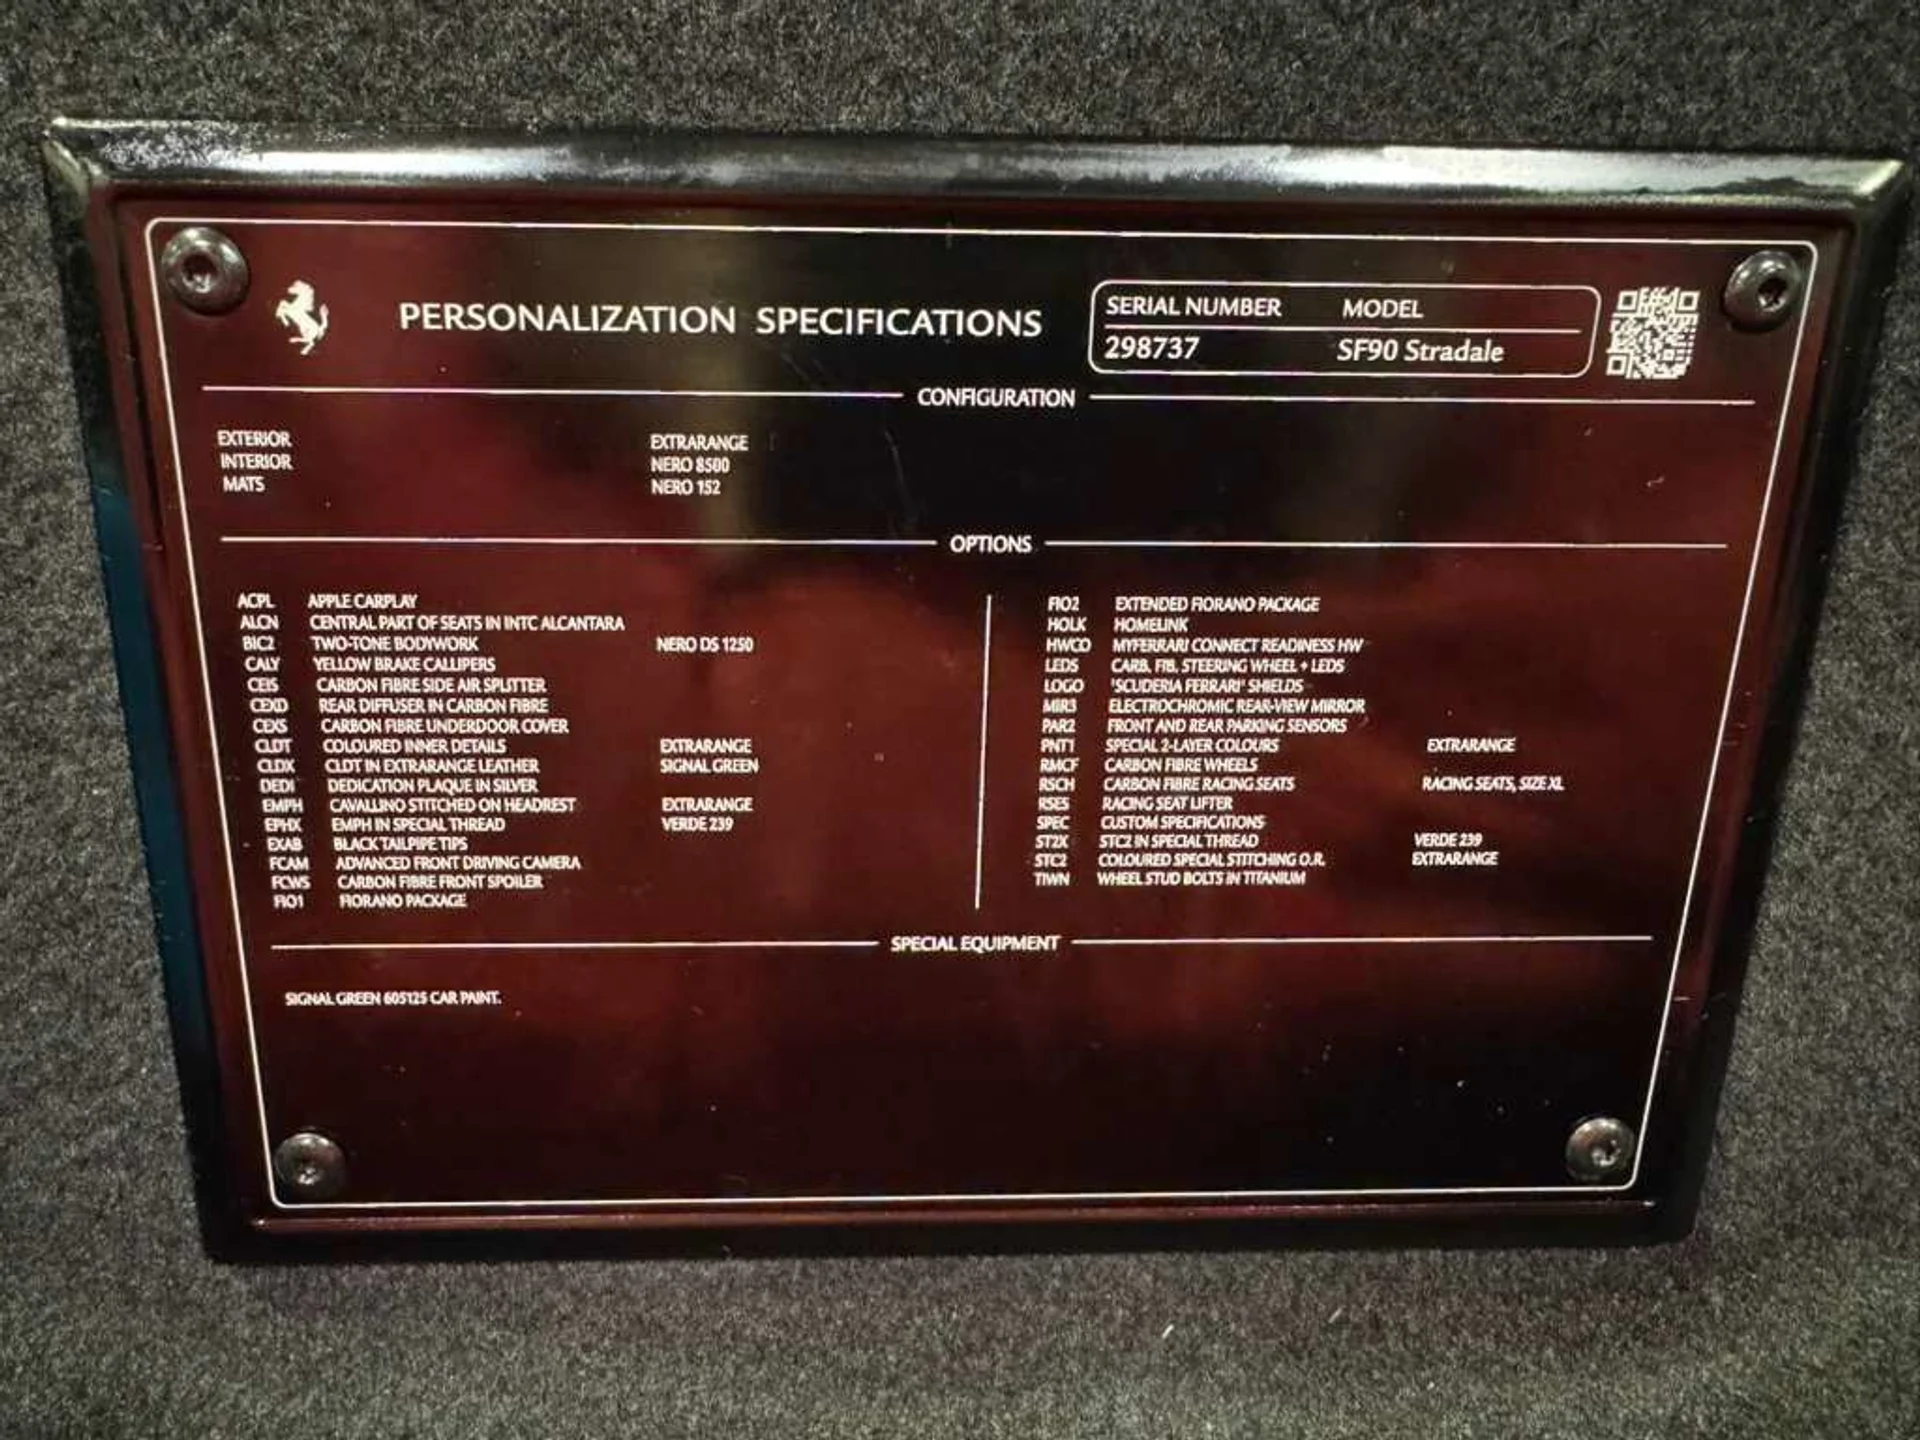 PERSONALIZATION SPECIFICATIONS
SERIAL NUMBER MODEL
298737 SF90 Stradale
CONFIGURATION
EXTERIOR EXTRARANGE
INTERIOR NERO 8500
MATS NERO 152
OPTIONS
ACPL APPLE CARPLAY
ALCN CENTRAL PART OF SEATS IN INTC ALCANTARA
BIC2 TWO-TONE BODYWORK NERO DS 1250
CALY YELLOW BRAKE CALLIPERS
CEIS CARBON FIBRE SIDE AIR SPLITTER
CEXD REAR DIFFUSER IN CARBON FIBRE
CEXS CARBON FIBRE UNDERDOOR COVER
CLDT COLOURED INNER DETAILS EXTRARANGE
CLDX CLDT IN EXTRARANGE LEATHER SIGNAL GREEN
DEDI DEDICATION PLAQUE IN SILVER
EMPH CAVALLINO STITCHED ON HEADREST EXTRARANGE
EPHX EMPH IN SPECIAL THREAD VERDE 239
EXAB BLACK TAILPIPE TIPS
FCAM ADVANCED FRONT DRIVING CAMERA
FCWS CARBON FIBRE FRONT SPOILER
FIO1 FIORANO PACKAGE
FIO2 EXTENDED FIORANO PACKAGE
HOLK HOMELINK
HWCO MYFERRARI CONNECT READINESS HW
LEDS CARB. FIB. STEERING WHEEL + LEDS
LOGO 'SCUDERIA FERRARI' SHIELDS
MIR3 ELECTROCHROMIC REAR-VIEW MIRROR
PAR2 FRONT AND REAR PARKING SENSORS
PNT1 SPECIAL 2-LAYER COLOURS EXTRARANGE
RMCF CARBON FIBRE WHEELS
RSCH CARBON FIBRE RACING SEATS RACING SEATS, SIZE XL
RSES RACING SEAT LIFTER
SPEC CUSTOM SPECIFICATIONS
ST2X STC2 IN SPECIAL THREAD VERDE 239
STC2 COLOURED SPECIAL STITCHING O.R. EXTRARANGE
TIWN WHEEL STUD BOLTS IN TITANIUM
SPECIAL EQUIPMENT
SIGNAL GREEN 605125 CAR PAINT.